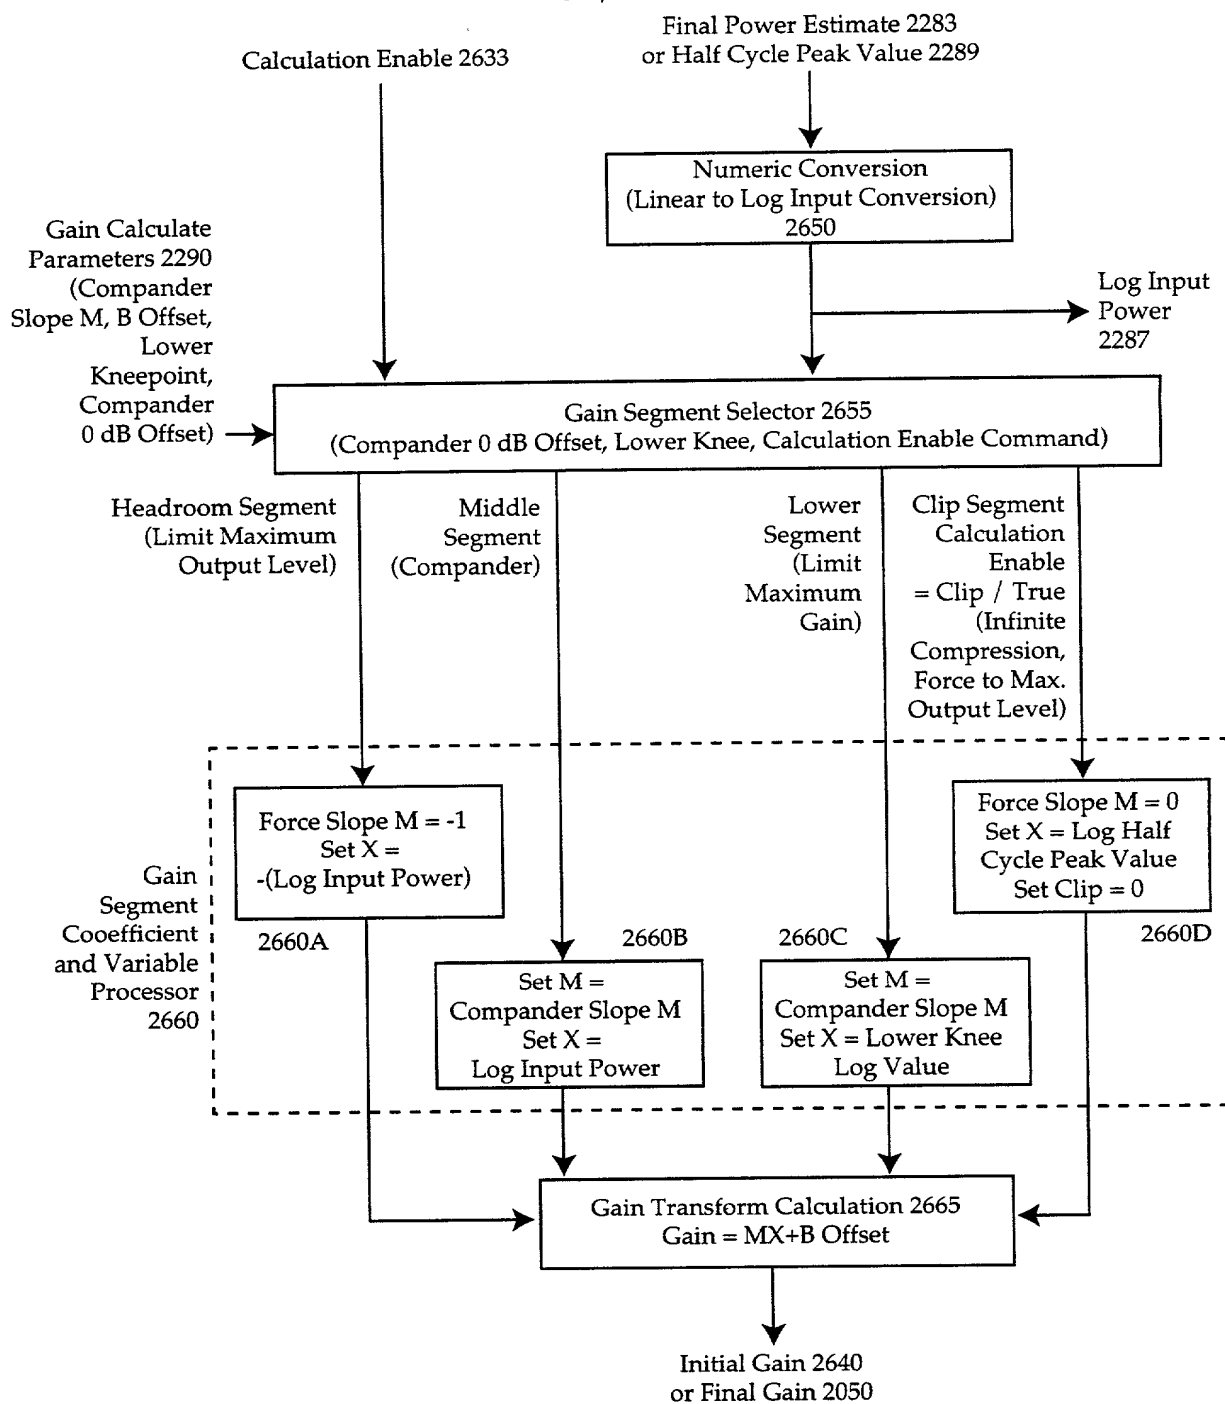 Final Power Estimate 2283
or Half Cycle Peak Value 2289
Calculation Enable 2633
Numeric Conversion
(Linear to Log Input Conversion)
2650
Gain Calculate
Parameters 2290
(Compander
Slope M, B Offset,
Lower
Kneepoint,
Compander
0 dB Offset)
Log Input
Power
2287
Gain Segment Selector 2655
(Compander 0 dB Offset, Lower Knee, Calculation Enable Command)
Headroom Segment
(Limit Maximum
Output Level)
Middle
Segment
(Compander)
Lower
Segment
(Limit
Maximum
Gain)
Clip Segment
Calculation
Enable
= Clip / True
(Infinite
Compression,
Force to Max.
Output Level)
Force Slope M = -1
Set X =
-(Log Input Power)
2660A
Force Slope M = 0
Set X = Log Half
Cycle Peak Value
Set Clip = 0
2660D
Gain
Segment
Cooefficient
and Variable
Processor
2660
2660B
Set M =
Compander Slope M
Set X =
Log Input Power
2660C
Set M =
Compander Slope M
Set X = Lower Knee
Log Value
Gain Transform Calculation 2665
Gain = MX+B Offset
Initial Gain 2640
or Final Gain 2050